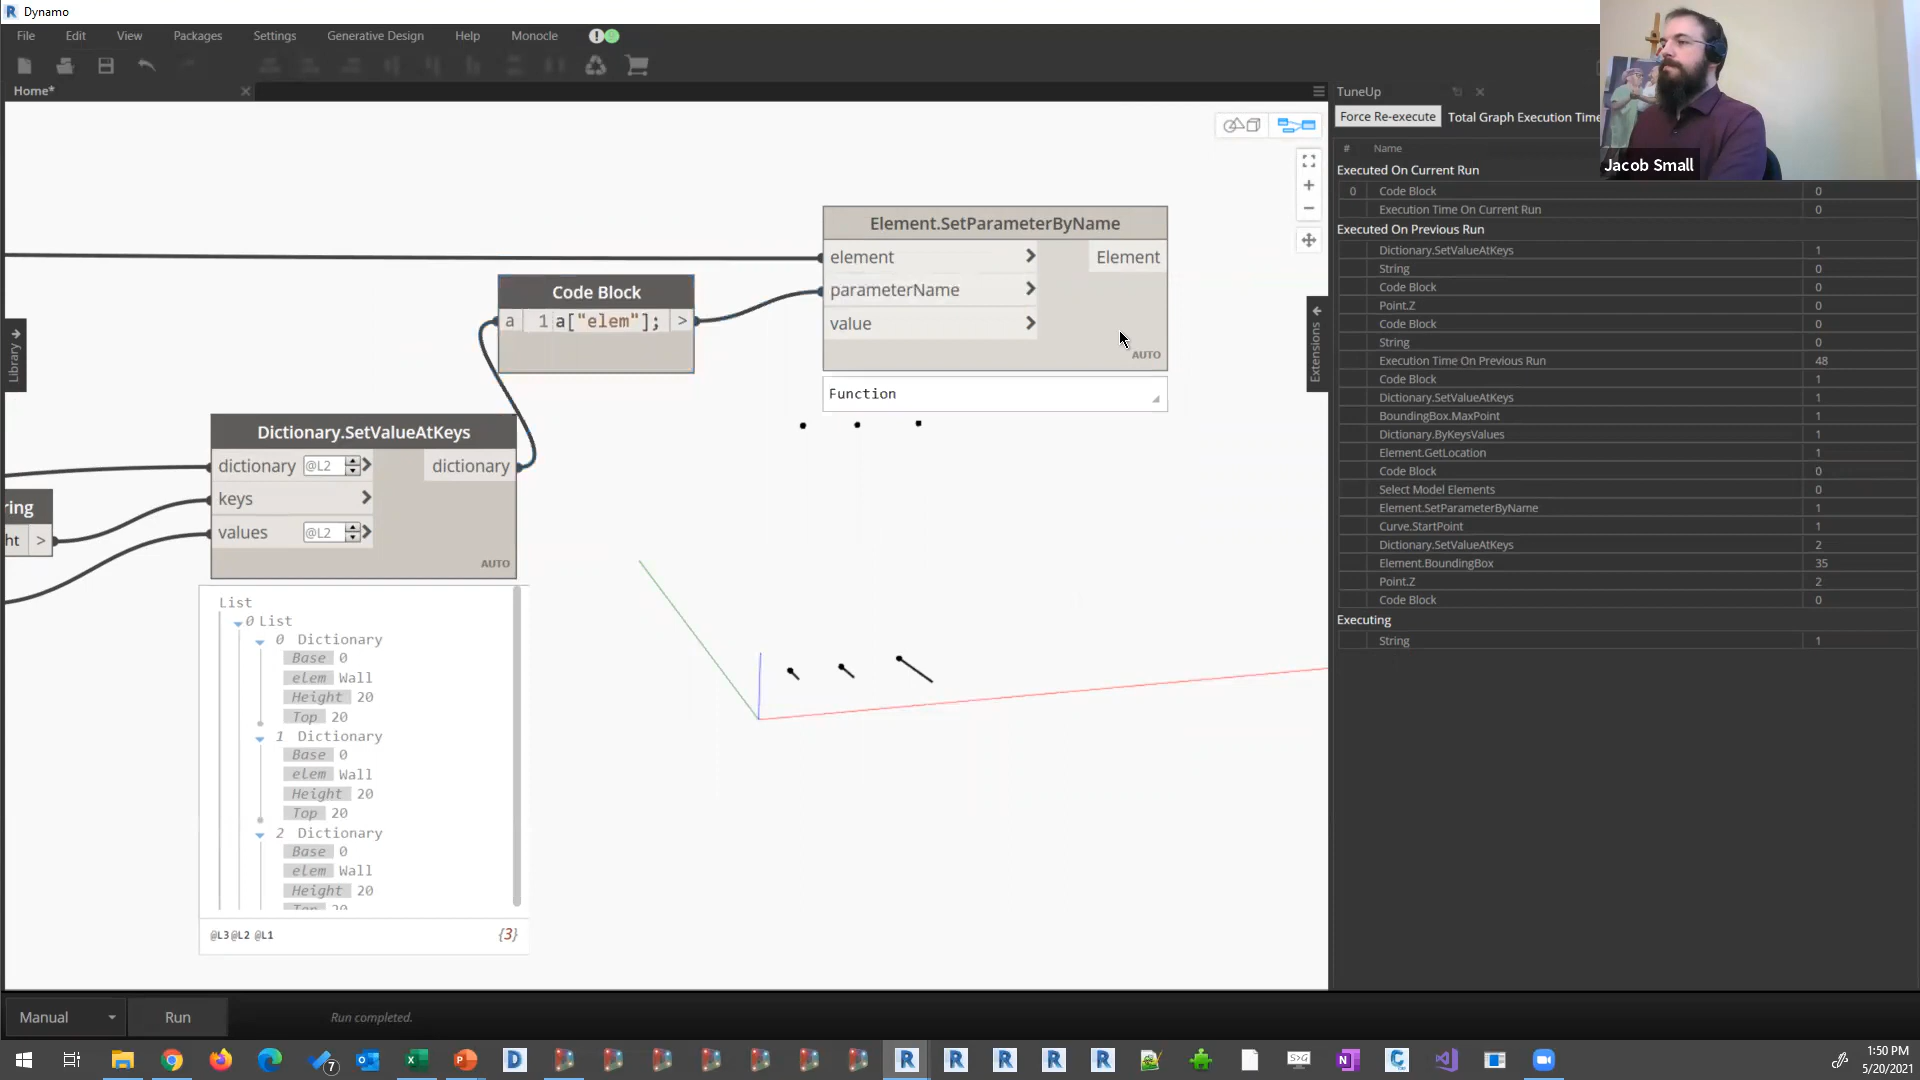 Dynamo
File Edit View Packages Settings Generative Design Help Monocle
Home*
TuneUp
Force Re-execute Total Graph Execution Time
# Name
Executed On Current Run
0 Code Block 0
Execution Time On Current Run 0
Executed On Previous Run
Dictionary.SetValueAtKeys 1
String 0
Code Block 0
Point.Z 0
Code Block 0
String 0
Execution Time On Previous Run 48
Code Block 1
Dictionary.SetValueAtKeys 1
BoundingBox.MaxPoint 1
Dictionary.ByKeysValues 1
Element.GetLocation 1
Code Block 0
Select Model Elements 0
Element.SetParameterByName 1
Curve.StartPoint 1
Dictionary.SetValueAtKeys 2
Element.BoundingBox 35
Point.Z 2
Code Block 0
Executing
String 1
Jacob Small
Library
Extensions
Element.SetParameterByName
element > Element
parameterName >
value >
AUTO
Function
Code Block
a 1 a["elem"]; >
Dictionary.SetValueAtKeys
dictionary @L2 > dictionary
keys >
values @L2 >
AUTO
ring
ht >
List
0 List
0 Dictionary
Base 0
elem Wall
Height 20
Top 20
1 Dictionary
Base 0
elem Wall
Height 20
Top 20
2 Dictionary
Base 0
elem Wall
Height 20
Top 20
@L3 @L2 @L1 {3}
Manual Run Run completed.
7
1:50 PM
5/20/2021